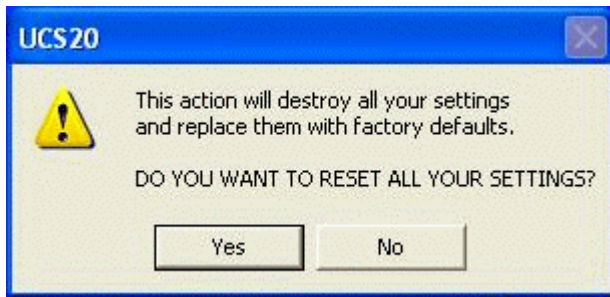 UCS20
This action will destroy all your settings
and replace them with factory defaults.
DO YOU WANT TO RESET ALL YOUR SETTINGS?
Yes
No